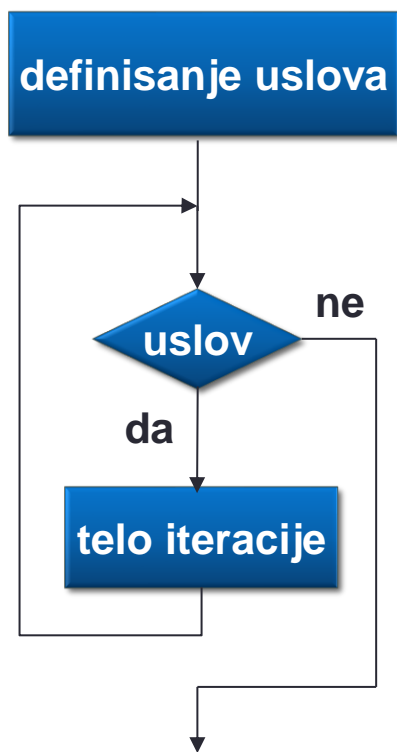 definisanje uslova
ne
uslov
da
telo iteracije